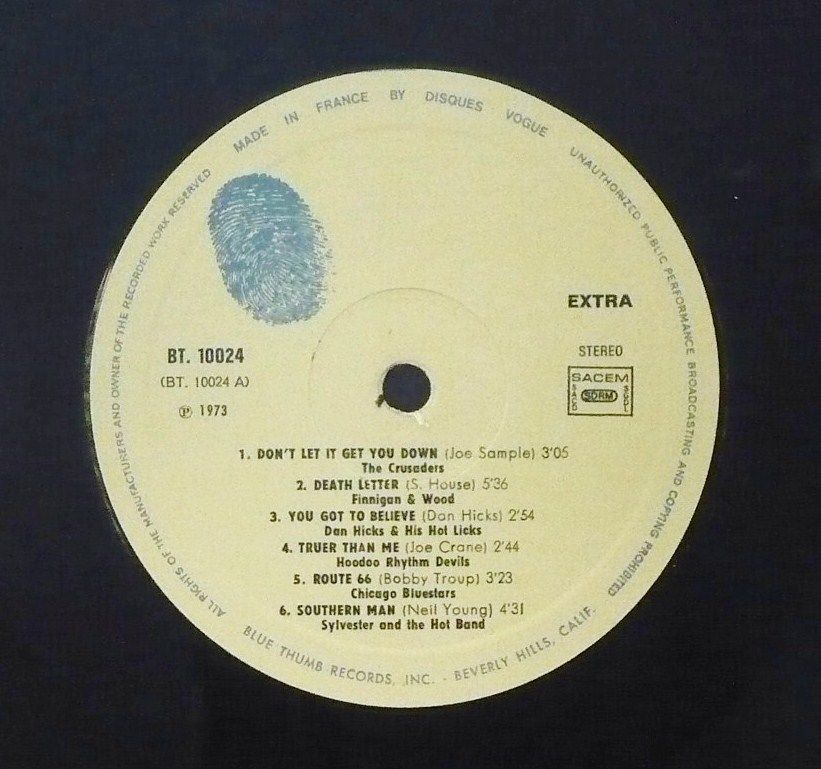 MADE IN FRANCE BY DISQUES VOGUE
UNAUTHORIZED PUBLIC PERFORMANCE BROADCASTING AND COPYING PROHIBITED
ALL RIGHTS OF THE MANUFACTURERS AND OWNER OF THE RECORDED WORK RESERVED
EXTRA
BT. 10024
(BT. 10024 A)
℗ 1973
STEREO
SACEM
SACD SDRM SGDL
1. DON'T LET IT GET YOU DOWN (Joe Sample) 3'05
The Crusaders
2. DEATH LETTER (S. House) 5'36
Finnigan & Wood
3. YOU GOT TO BELIEVE (Dan Hicks) 2'54
Dan Hicks & His Hot Licks
4. TRUER THAN ME (Joe Crane) 2'44
Hoodoo Rhythm Devils
5. ROUTE 66 (Bobby Troup) 3'23
Chicago Bluestars
6. SOUTHERN MAN (Neil Young) 4'31
Sylvester and the Hot Band
BLUE THUMB RECORDS, INC. - BEVERLY HILLS, CALIF.